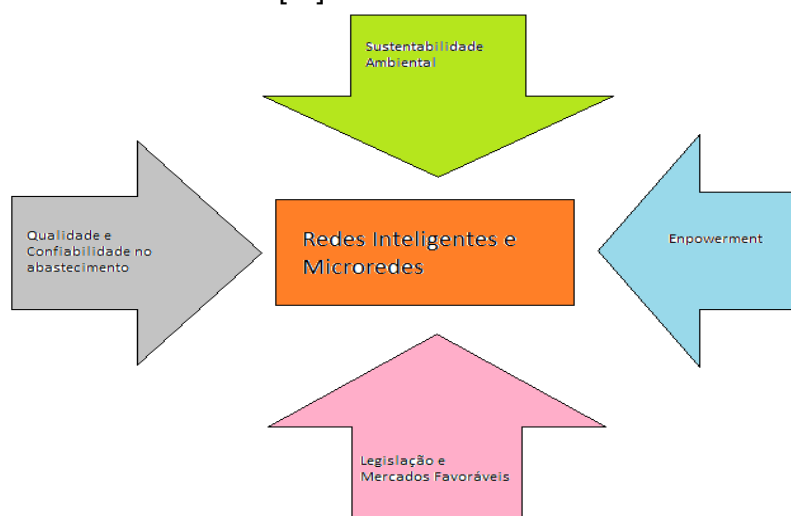 Sustentabilidade
Ambiental
Qualidade e
Confiabilidade no
abastecimento
Redes Inteligentes e
Microredes
Enpowerment
Legislação e
Mercados Favoráveis